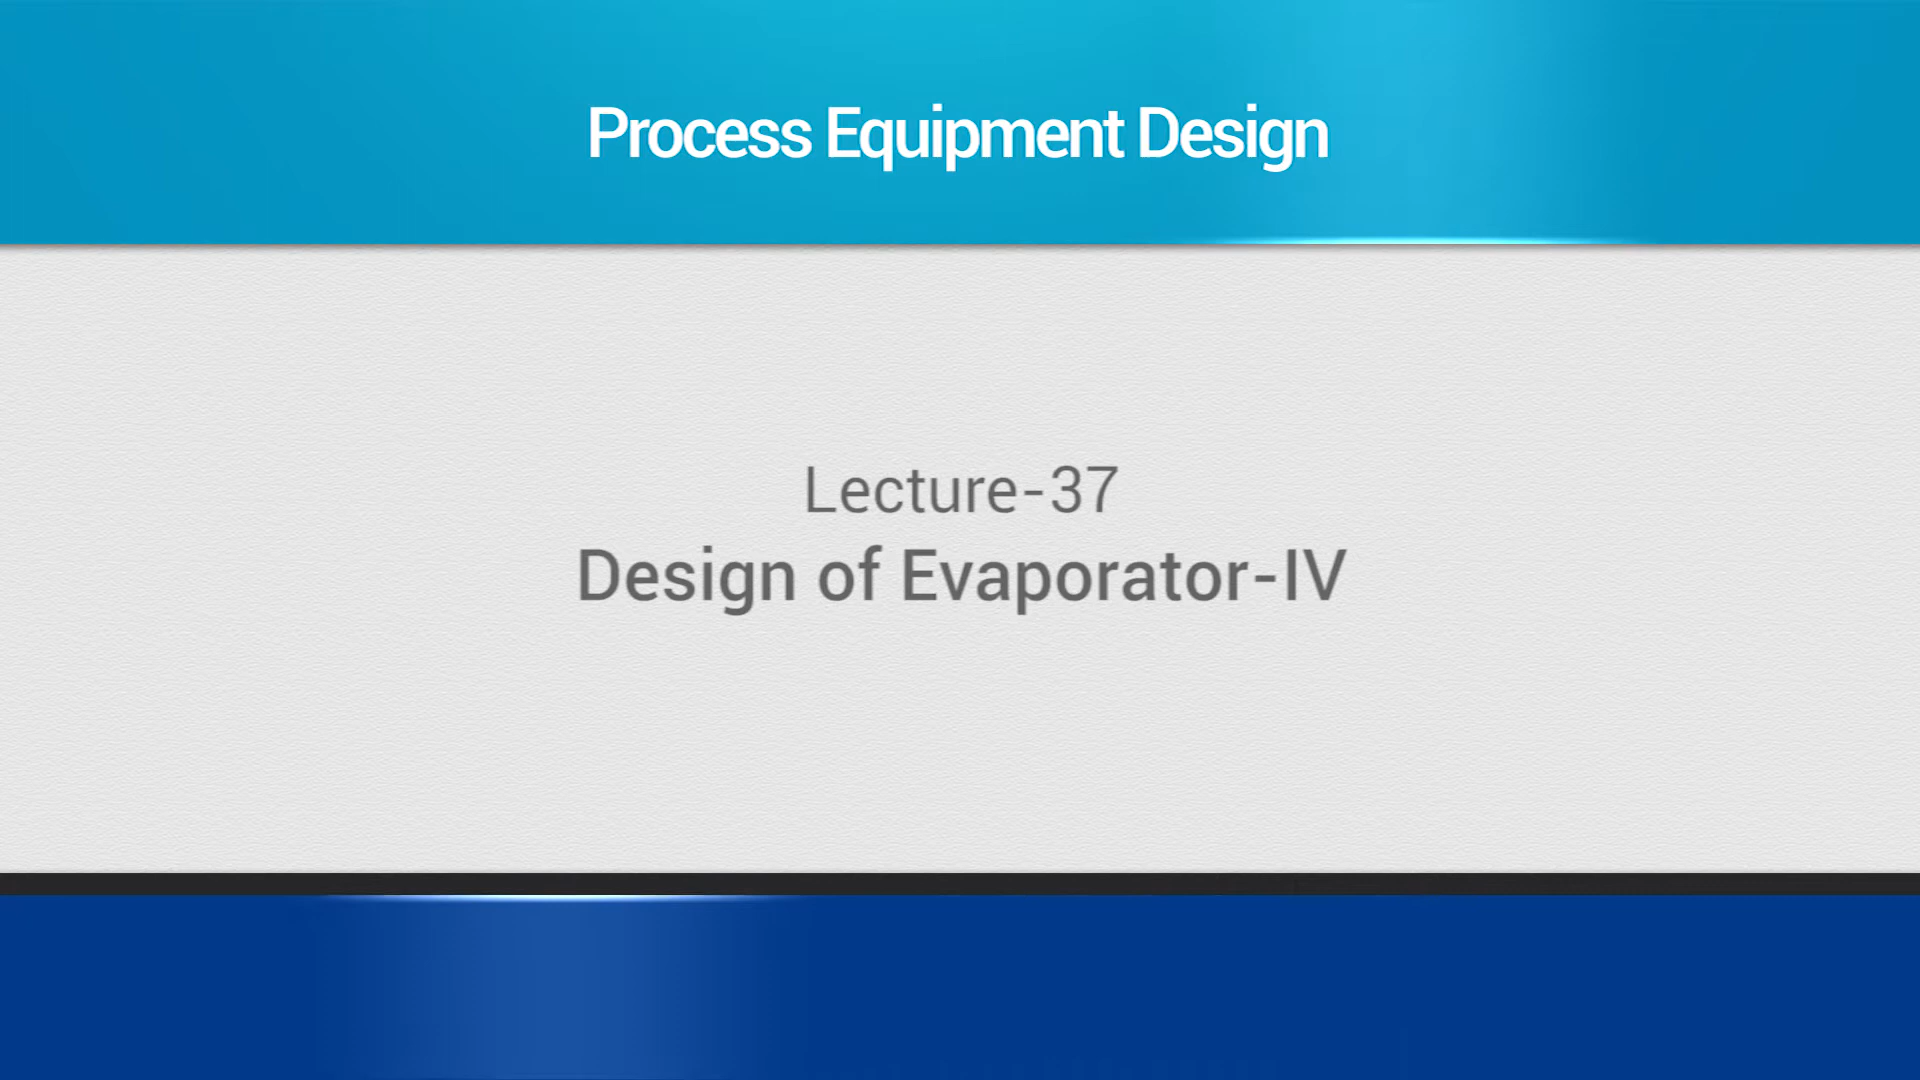 Process Equipment Design
Lecture-37
Design of Evaporator-IV